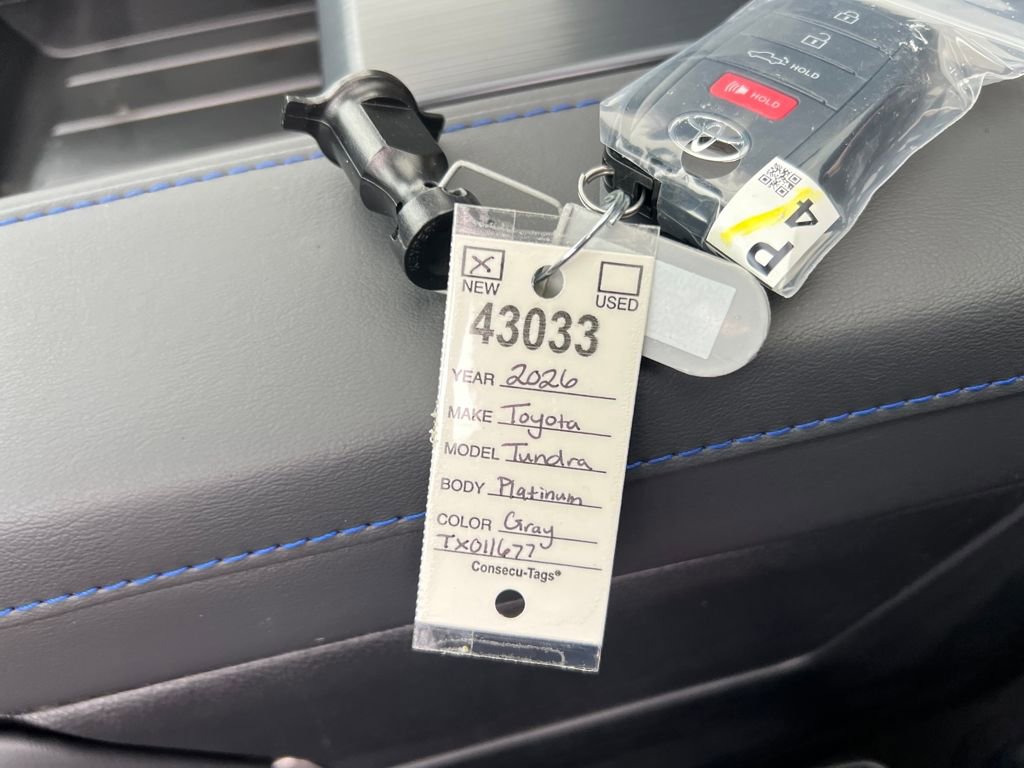 HOLD
HOLD
P 4
NEW
USED
43033
YEAR 2026
MAKE Toyota
MODEL Tundra
BODY Platinum
COLOR Gray
TX011677
Consecu-Tags®